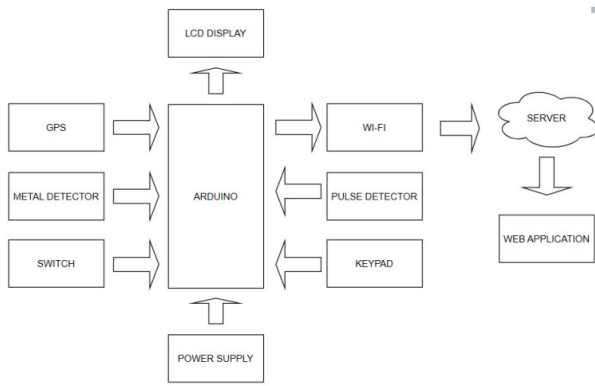 LCD DISPLAY
GPS
WI-FI
SERVER
METAL DETECTOR
ARDUINO
PULSE DETECTOR
WEB APPLICATION
SWITCH
KEYPAD
POWER SUPPLY